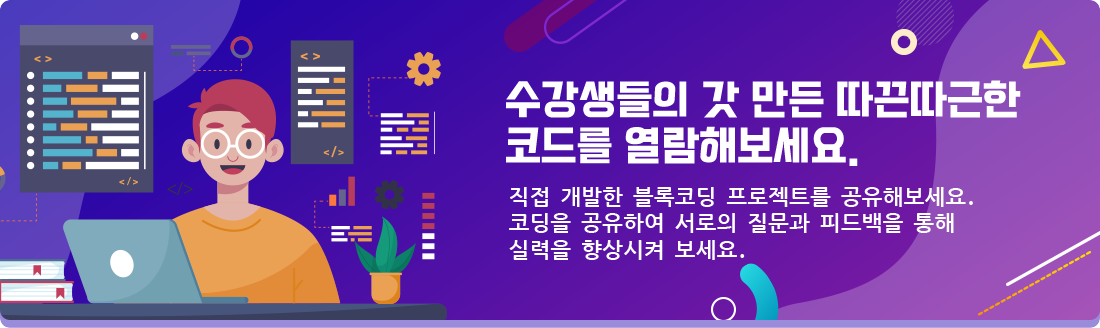 수강생들의 갓 만든 따끈따근한
코드를 열람해보세요.
직접 개발한 블록코딩 프로젝트를 공유해보세요.
코딩을 공유하여 서로의 질문과 피드백을 통해
실력을 향상시켜 보세요.
< >
</>
< >
</>
</>